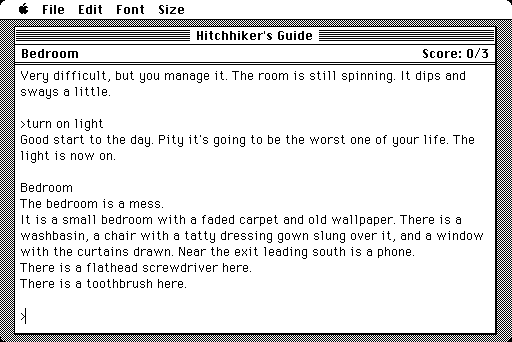 File Edit Font Size
Hitchhiker's Guide
Bedroom Score: 0/3
Very difficult, but you manage it. The room is still spinning. It dips and
sways a little.
>turn on light
Good start to the day. Pity it's going to be the worst one of your life. The
light is now on.
Bedroom
The bedroom is a mess.
It is a small bedroom with a faded carpet and old wallpaper. There is a
washbasin, a chair with a tatty dressing gown slung over it, and a window
with the curtains drawn. Near the exit leading south is a phone.
There is a flathead screwdriver here.
There is a toothbrush here.
>